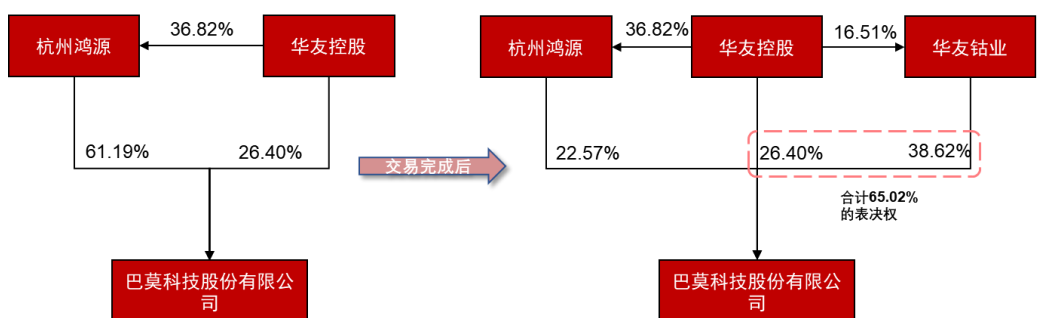 杭州鸿源
36.82%
华友控股
61.19%
26.40%
巴莫科技股份有限公
司
交易完成后
杭州鸿源
36.82%
华友控股
16.51%
华友钴业
22.57%
26.40%
38.62%
合计65.02%
的表决权
巴莫科技股份有限公
司